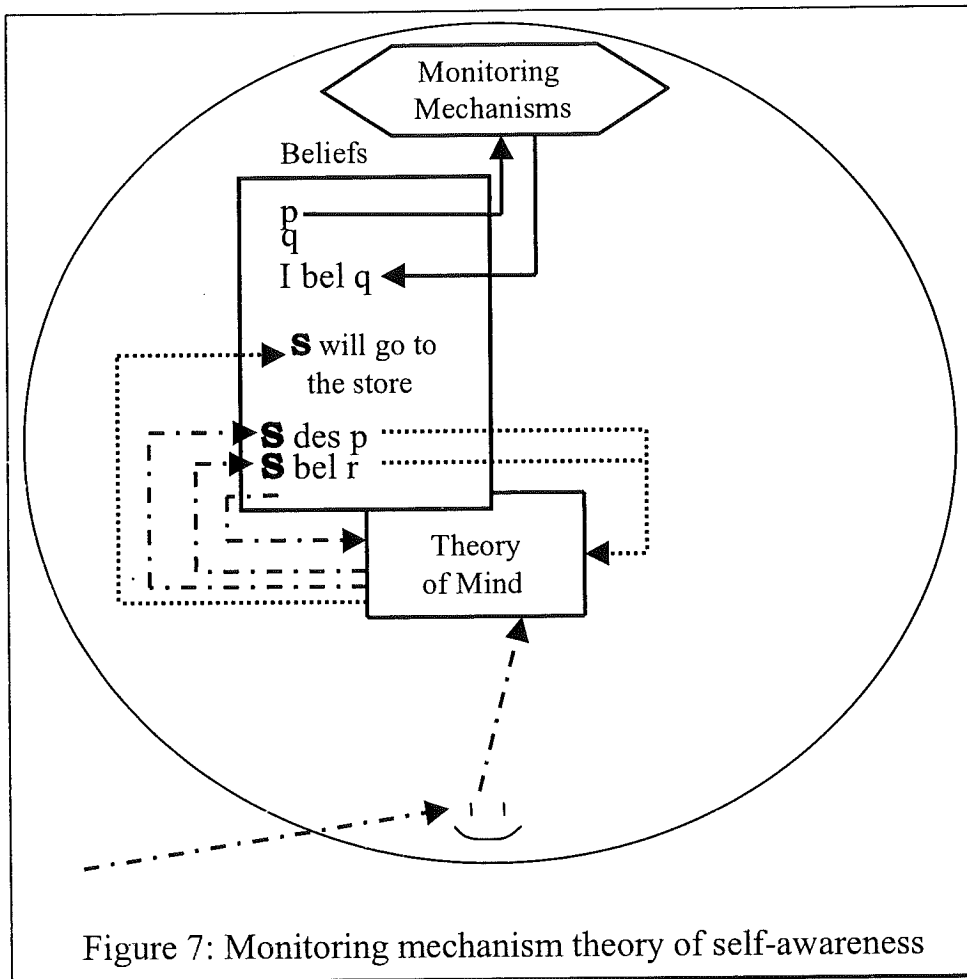 Monitoring
Mechanisms
Beliefs
p
q
I bel q
S will go to
the store
S des p
S bel r
Theory
of Mind
Figure 7: Monitoring mechanism theory of self-awareness